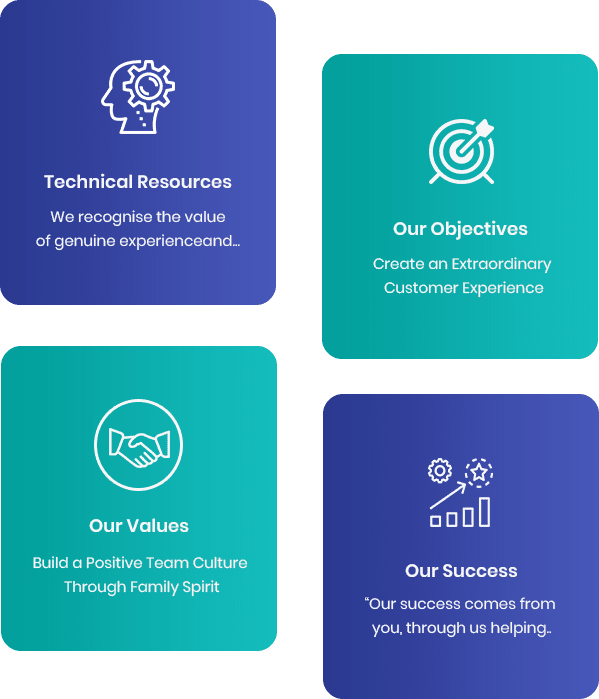 Technical Resources
We recognise the value
of genuine experienceand...
Our Objectives
Create an Extraordinary
Customer Experience
Our Values
Build a Positive Team Culture
Through Family Spirit
Our Success
“Our success comes from
you, through us helping..